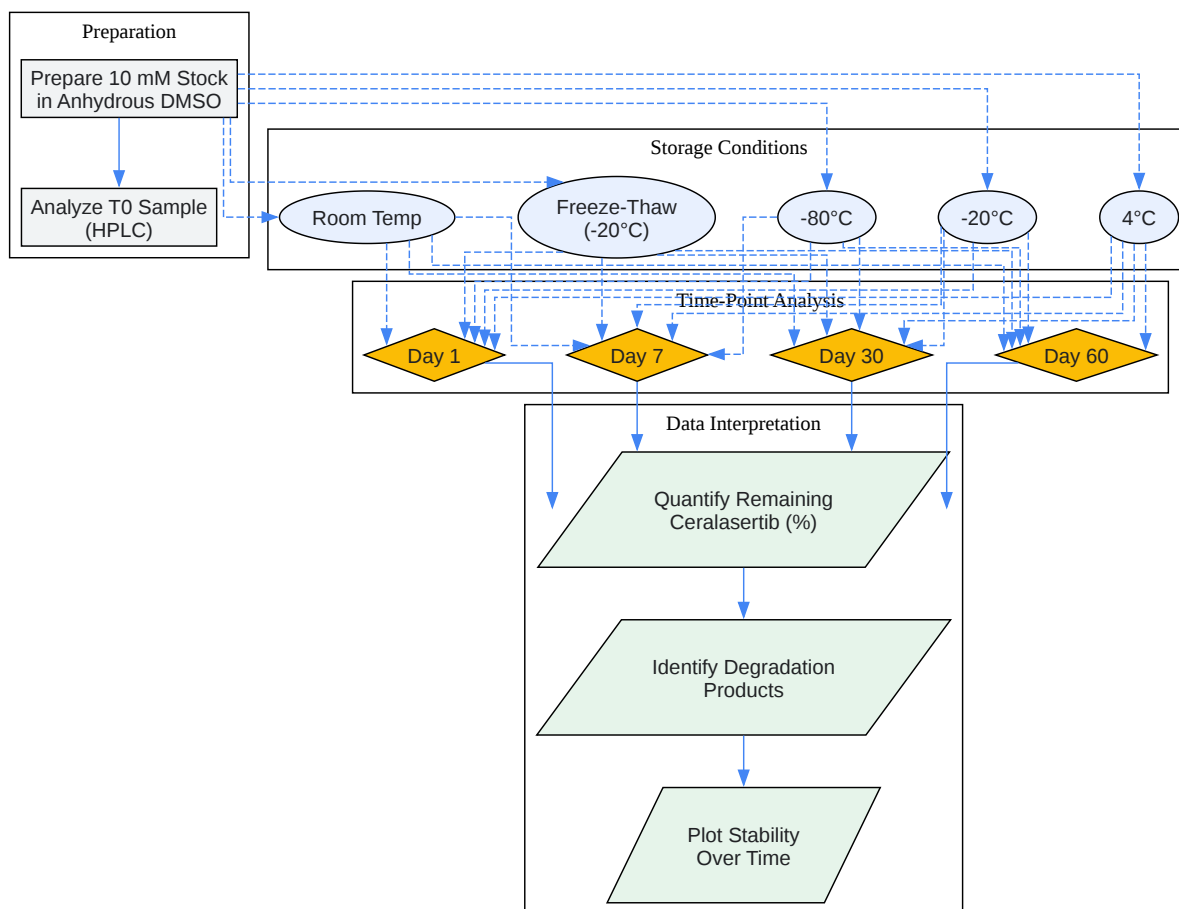 Preparation
Prepare 10 mM Stock
in Anhydrous DMSO
Analyze T0 Sample
(HPLC)
Storage Conditions
Room Temp
Freeze-Thaw
(-20°C)
-80°C
-20°C
4°C
Time-Point Analysis
Day 1
Day 7
Day 30
Day 60
Data Interpretation
Quantify Remaining
Ceralasertib (%)
Identify Degradation
Products
Plot Stability
Over Time